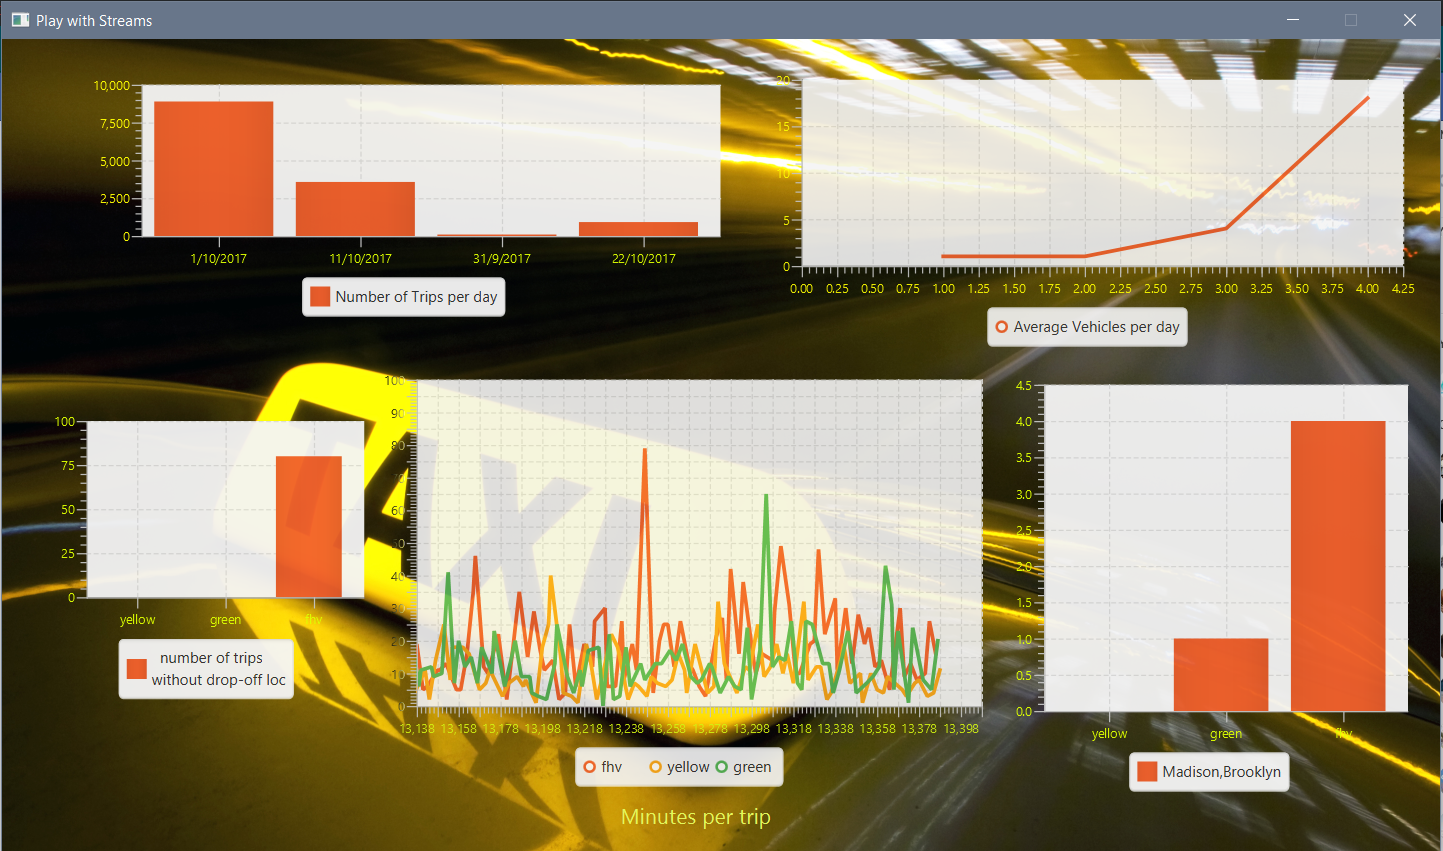 Play with Streams
10,000
7,500
5,000
2,500
0
1/10/2017 11/10/2017 31/9/2017 22/10/2017
Number of Trips per day
20
15
10
5
0
0.00 0.25 0.50 0.75 1.00 1.25 1.50 1.75 2.00 2.25 2.50 2.75 3.00 3.25 3.50 3.75 4.00 4.25
Average Vehicles per day
100
75
50
25
0
yellow green fhv
number of trips
without drop-off loc
100
90
80
70
60
50
40
30
20
10
0
13,138 13,158 13,178 13,198 13,218 13,238 13,258 13,278 13,298 13,318 13,338 13,358 13,378 13,398
fhv yellow green
Minutes per trip
4.5
4.0
3.5
3.0
2.5
2.0
1.5
1.0
0.5
0.0
yellow green fhv
Madison,Brooklyn
TAXI